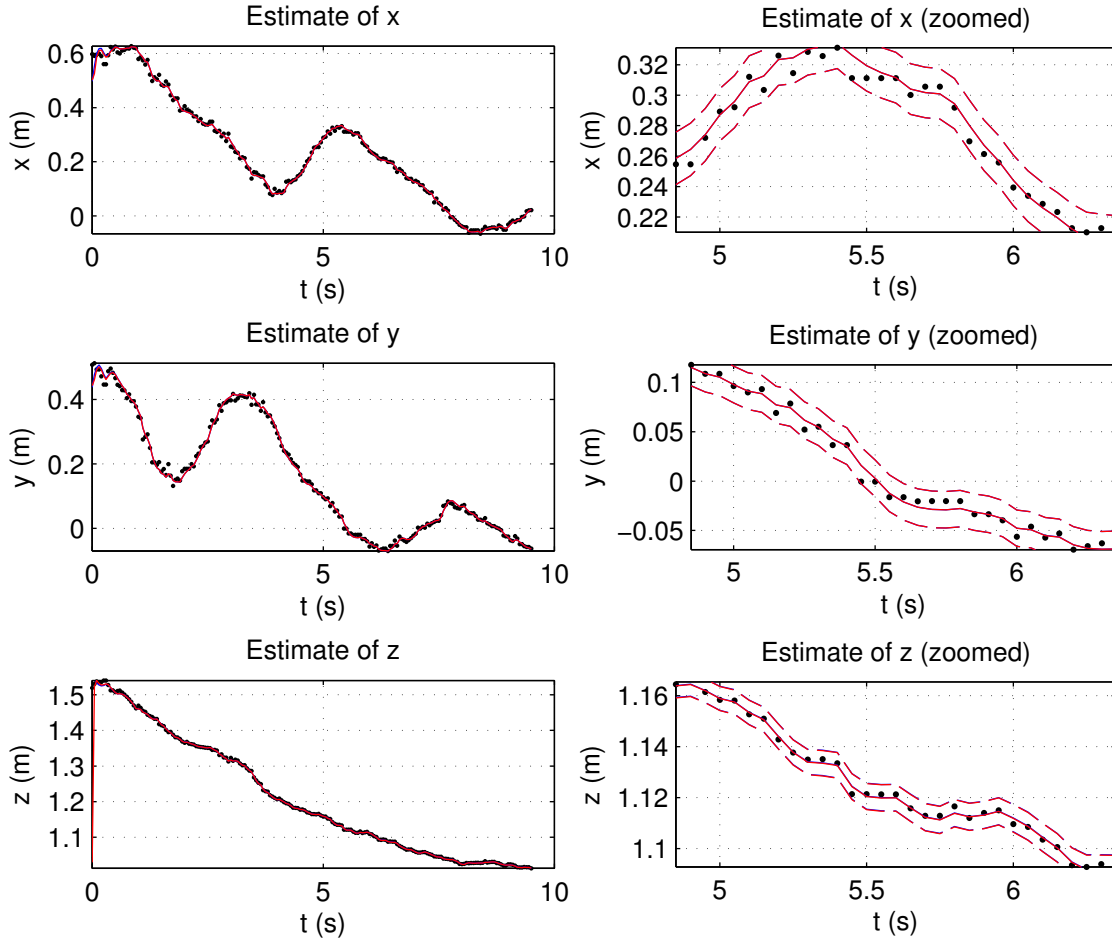 Estimate of x
0.6
0.4
0.2
0
x (m)
0
5
10
t (s)
Estimate of x (zoomed)
0.32
0.3
0.28
0.26
0.24
0.22
x (m)
5
5.5
6
t (s)
Estimate of y
0.4
0.2
0
y (m)
0
5
10
t (s)
Estimate of y (zoomed)
0.1
0.05
0
−0.05
y (m)
5
5.5
6
t (s)
Estimate of z
1.5
1.4
1.3
1.2
1.1
z (m)
0
5
10
t (s)
Estimate of z (zoomed)
1.16
1.14
1.12
1.1
z (m)
5
5.5
6
t (s)